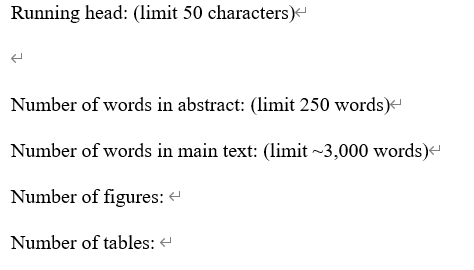 Running head: (limit 50 characters)↵
↵
Number of words in abstract: (limit 250 words)↵
Number of words in main text: (limit ~3,000 words)↵
Number of figures: ↵
Number of tables: ↵